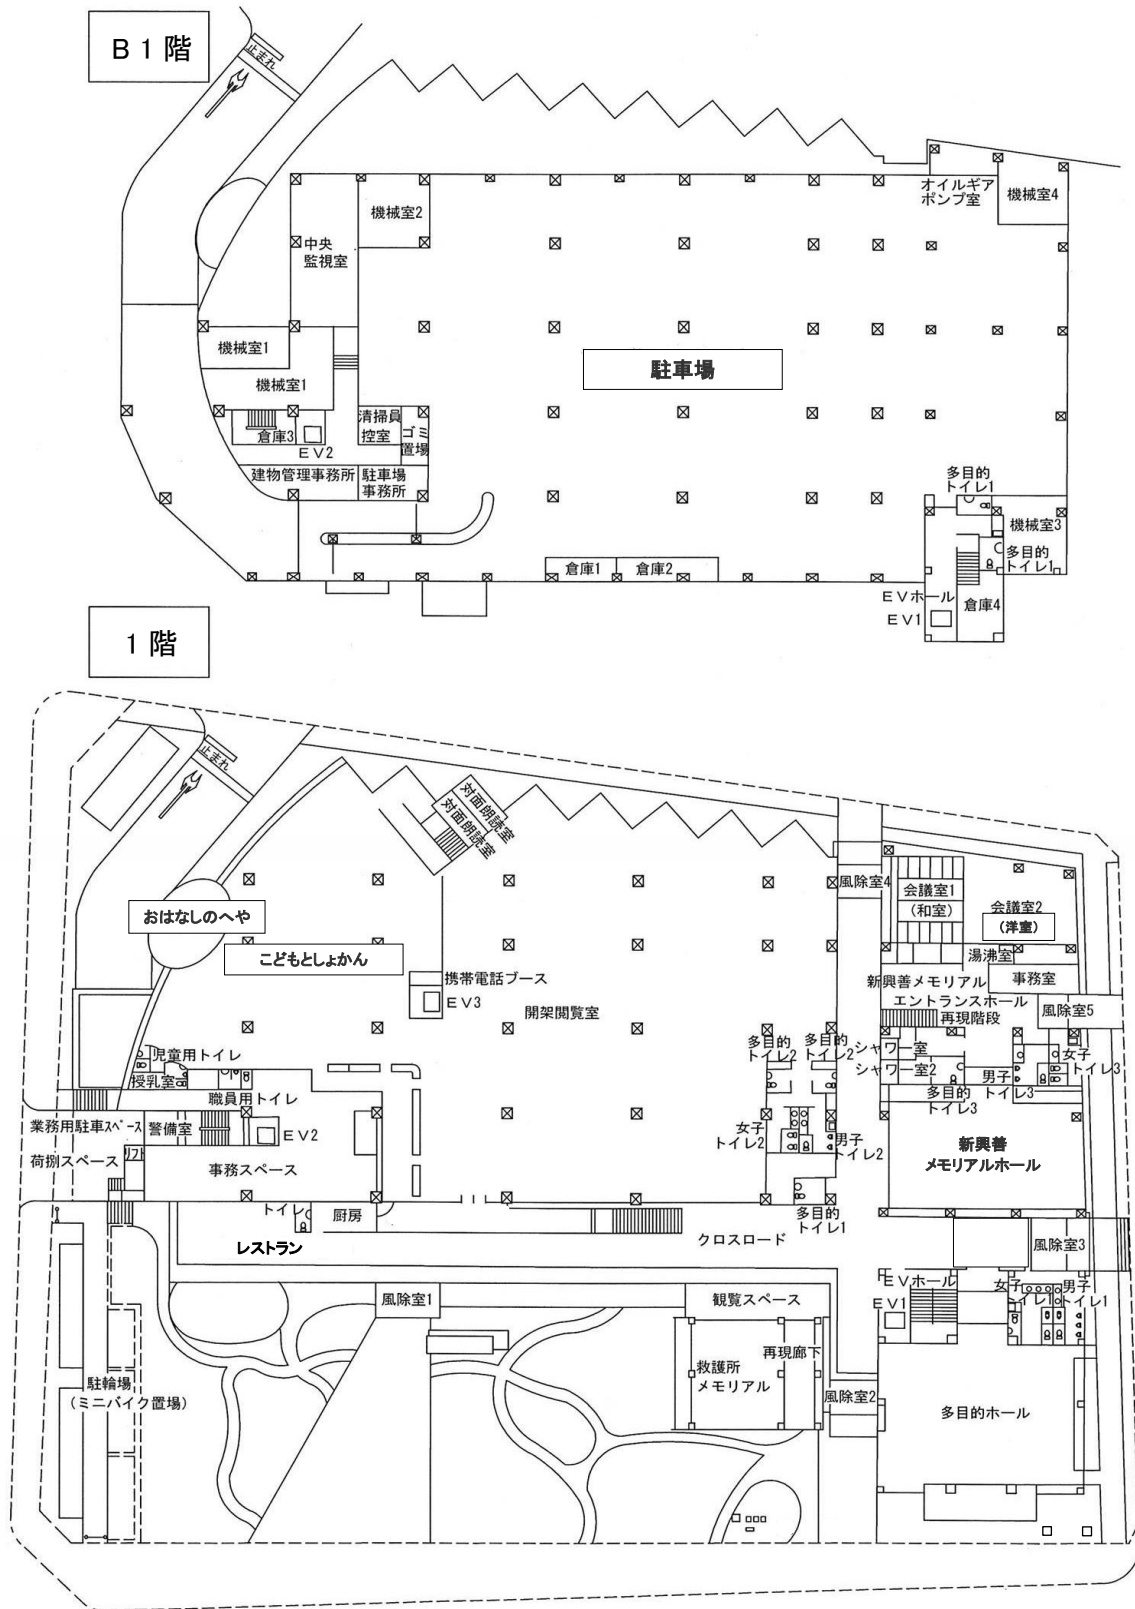 B1階
止まれ
機械室2
オイルギア
ポンプ室
機械室4
中央
監視室
機械室1
駐車場
機械室1
清掃員
控室
ゴミ
置場
倉庫3
EV2
建物管理事務所
駐車場
事務所
多目的
トイレ1
機械室3
多目的
トイレ1
倉庫1
倉庫2
EVホール
EV1
倉庫4
1階
止まれ
対面朗読室
対面朗読室
風除室4
会議室1
(和室)
会議室2
(洋室)
おはなしのへや
こどもとしょかん
湯沸室
携帯電話ブース
EV3
開架閲覧室
新興善メモリアル
エントランスホール
再現階段
事務室
風除室5
児童用トイレ
授乳室
多目的
トイレ2
多目的
トイレ2
シャワー室
シャワー室2
女子
トイレ3
男子
トイレ3
多目的
トイレ3
職員用トイレ
業務用駐車スペース
警備室
EV2
女子
トイレ2
男子
トイレ2
新興善
メモリアルホール
荷捌スペース
リフト
事務スペース
トイレ
厨房
多目的
トイレ1
レストラン
クロスロード
風除室3
EVホール
EV1
女子
トイレ1
男子
トイレ1
風除室1
観覧スペース
再現廊下
救護所
メモリアル
風除室2
駐輪場
(ミニバイク置場)
多目的ホール